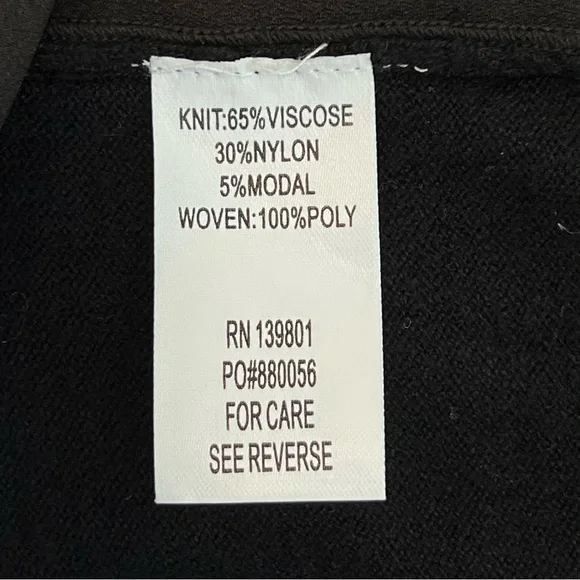 KNIT:65%VISCOSE
30%NYLON
5%MODAL
WOVEN:100%POLY
RN 139801
PO#880056
FOR CARE
SEE REVERSE